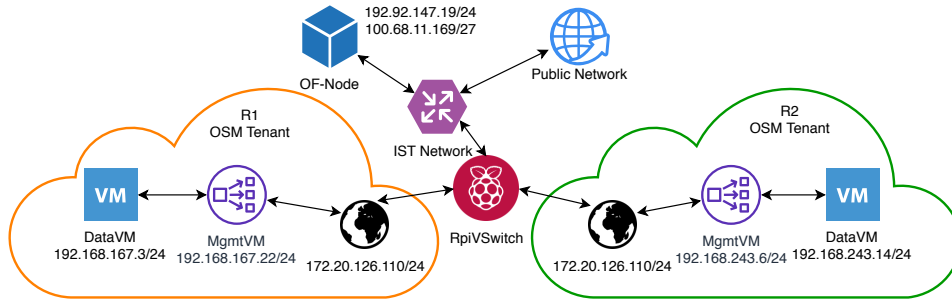 192.92.147.19/24
100.68.11.169/27
OF-Node
Public Network
R1
OSM Tenant
R2
OSM Tenant
IST Network
VM
VM
RpiVSwitch
DataVM
192.168.167.3/24
MgmtVM
192.168.167.22/24
172.20.126.110/24
172.20.126.110/24
MgmtVM
192.168.243.6/24
DataVM
192.168.243.14/24